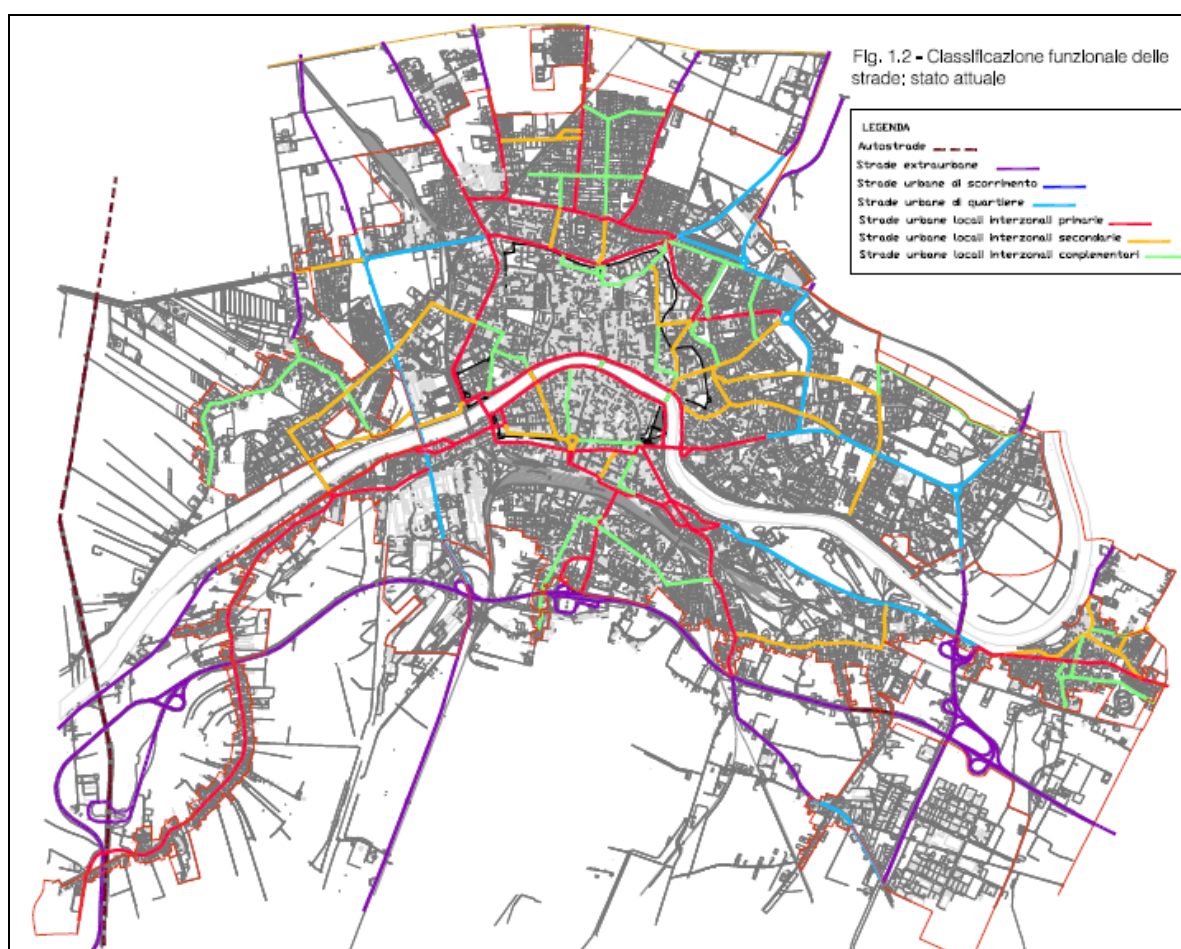 Fig. 1.2 - Classificazione funzionale delle
strade; stato attuale
LEGENDA
Autostrade
Strade extraurbane
Strade urbane di scorrimento
Strade urbane di quartiere
Strade urbane locali interzonali primarie
Strade urbane locali interzonali secondarie
Strade urbane locali interzonali complementari